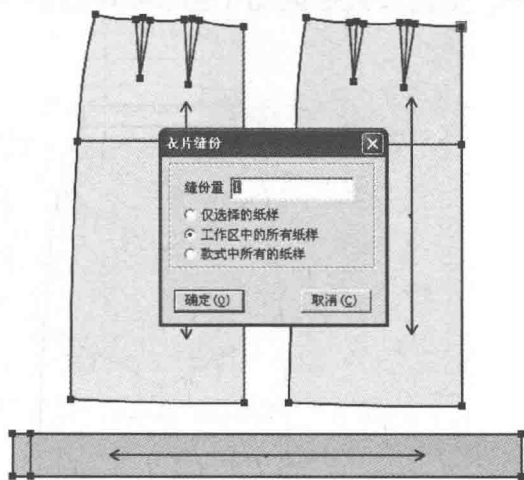 衣片缝份
缝份量 1
仅选择的纸样
工作区中的所有纸样
款式中所有的纸样
确定(O) 取消(C)